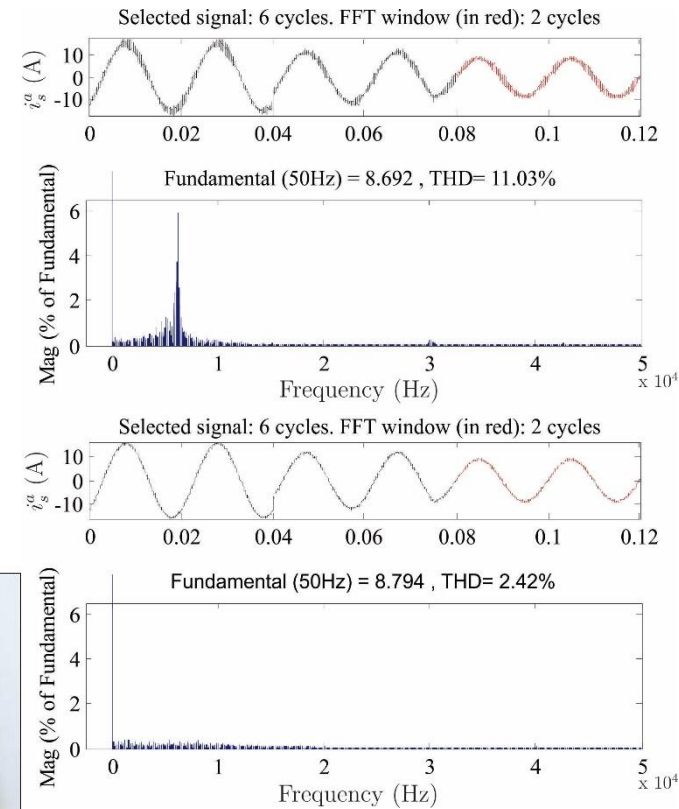 Selected signal: 6 cycles. FFT window (in red): 2 cycles
i_s^a (A)
10
0
-10
0 0.02 0.04 0.06 0.08 0.1 0.12
Fundamental (50Hz) = 8.692 , THD= 11.03%
Mag (% of Fundamental)
6
4
2
0
0 1 2 3 4 5
x 10^4
Frequency (Hz)
Selected signal: 6 cycles. FFT window (in red): 2 cycles
i_s^a (A)
10
0
-10
0 0.02 0.04 0.06 0.08 0.1 0.12
Fundamental (50Hz) = 8.794 , THD= 2.42%
Mag (% of Fundamental)
6
4
2
0
0 1 2 3 4 5
x 10^4
Frequency (Hz)